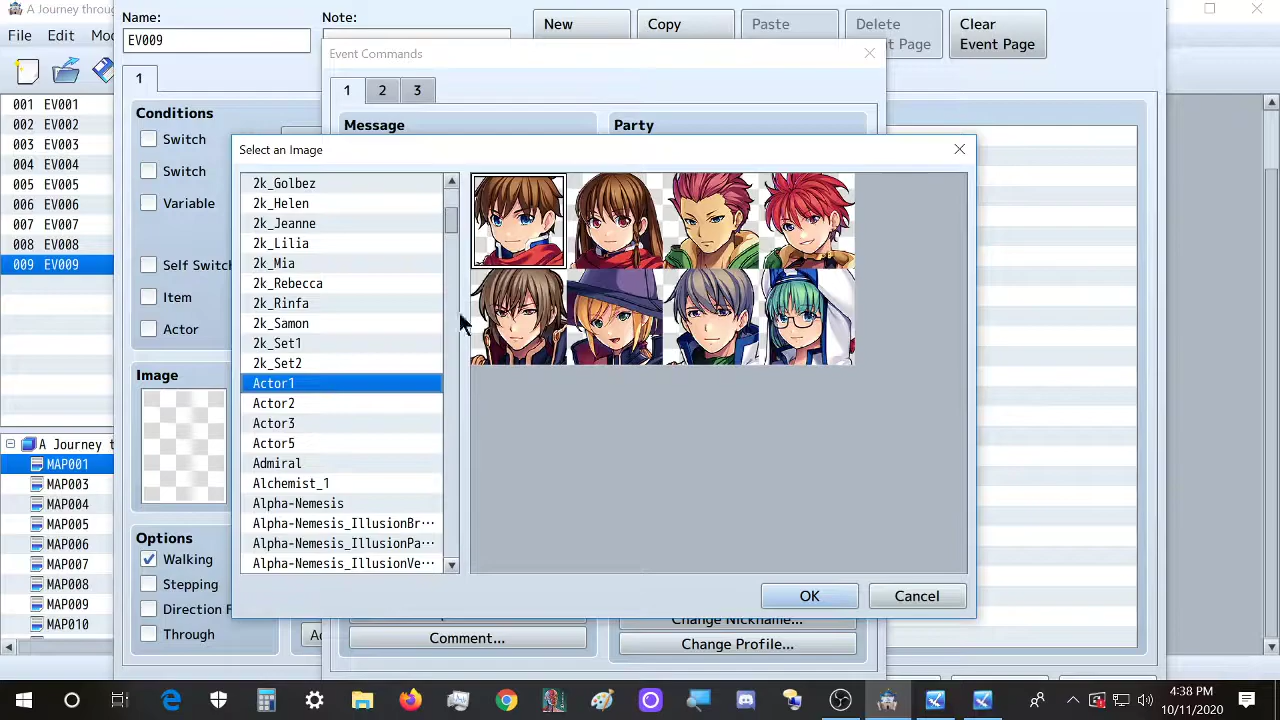 A Journey throu
Name:
Note:
New
Copy
Paste
Delete
t Page
Clear
Event Page
EV009
File
Edit
Mo
Event Commands
1
1
2
3
001 EV001
002 EV002
003 EV003
004 EV004
005 EV005
006 EV006
007 EV007
008 EV008
009 EV009
Conditions
Switch
Switch
Variable
Self Switch
Item
Actor
Message
Party
Select an Image
2k_Golbez
2k_Helen
2k_Jeanne
2k_Lilia
2k_Mia
2k_Rebecca
2k_Rinfa
2k_Samon
2k_Set1
2k_Set2
Actor1
Actor2
Actor3
Actor5
Admiral
Alchemist_1
Alpha-Nemesis
Alpha-Nemesis_IllusionBr···
Alpha-Nemesis_IllusionPa···
Alpha-Nemesis_IllusionVe···
OK
Cancel
Image
Options
Walking
Stepping
Direction F
Through
A Journey t
MAP001
MAP003
MAP004
MAP005
MAP006
MAP007
MAP008
MAP009
MAP010
Comment...
Change Nickname...
Change Profile...
4:38 PM
10/11/2020